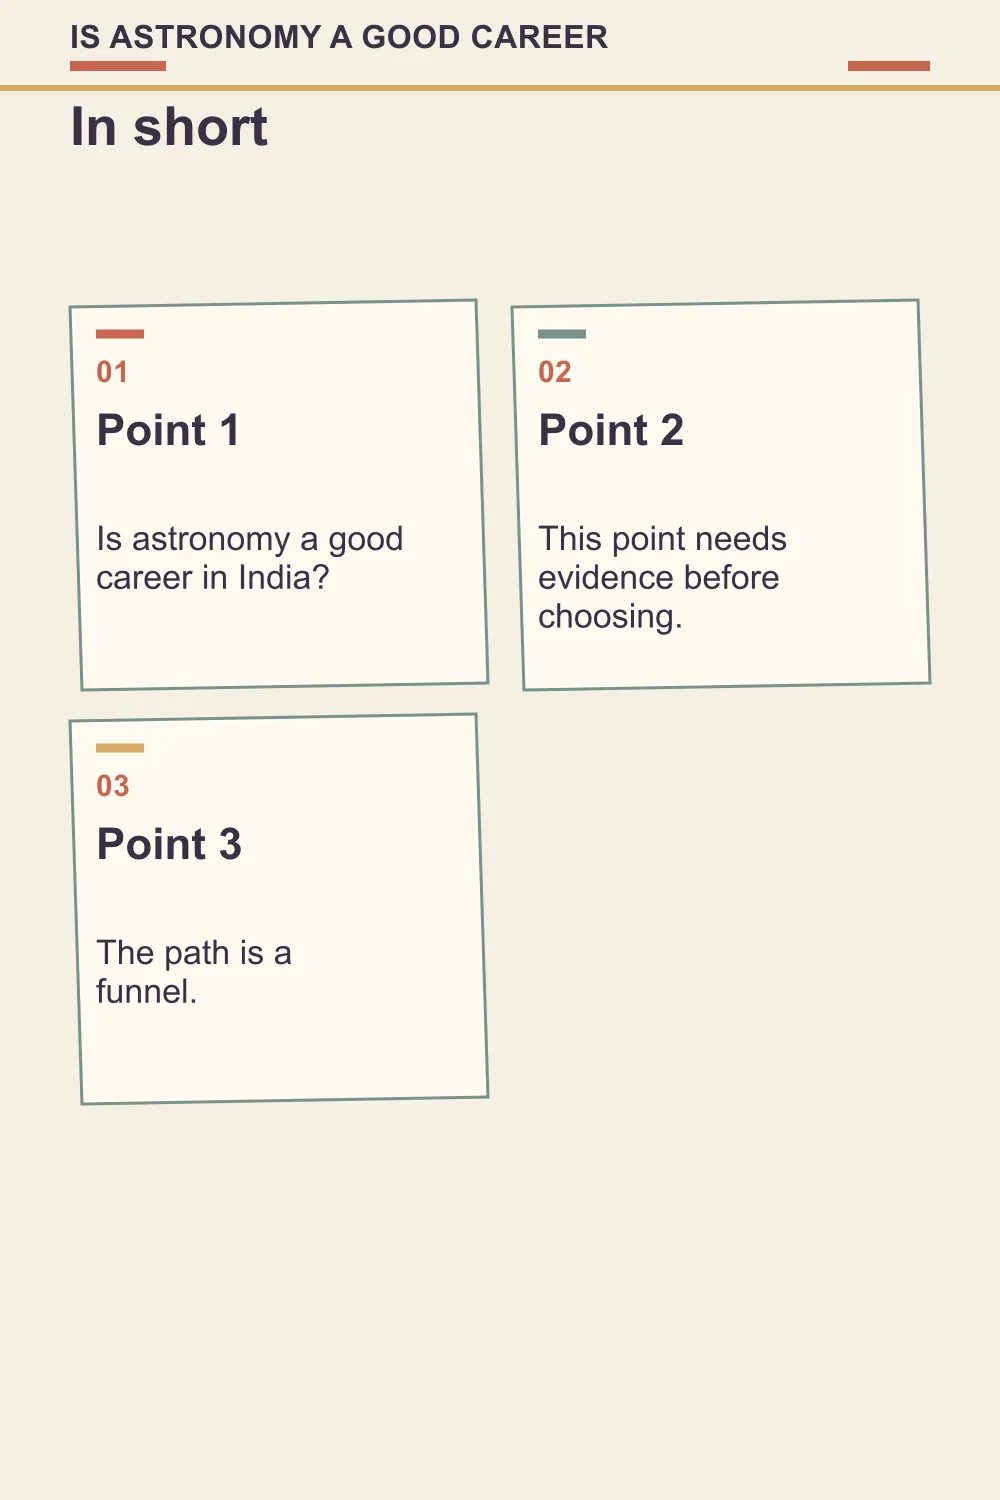 IS ASTRONOMY A GOOD CAREER
In short
01
Point 1
Is astronomy a good
career in India?
02
Point 2
This point needs
evidence before
choosing.
03
Point 3
The path is a
funnel.